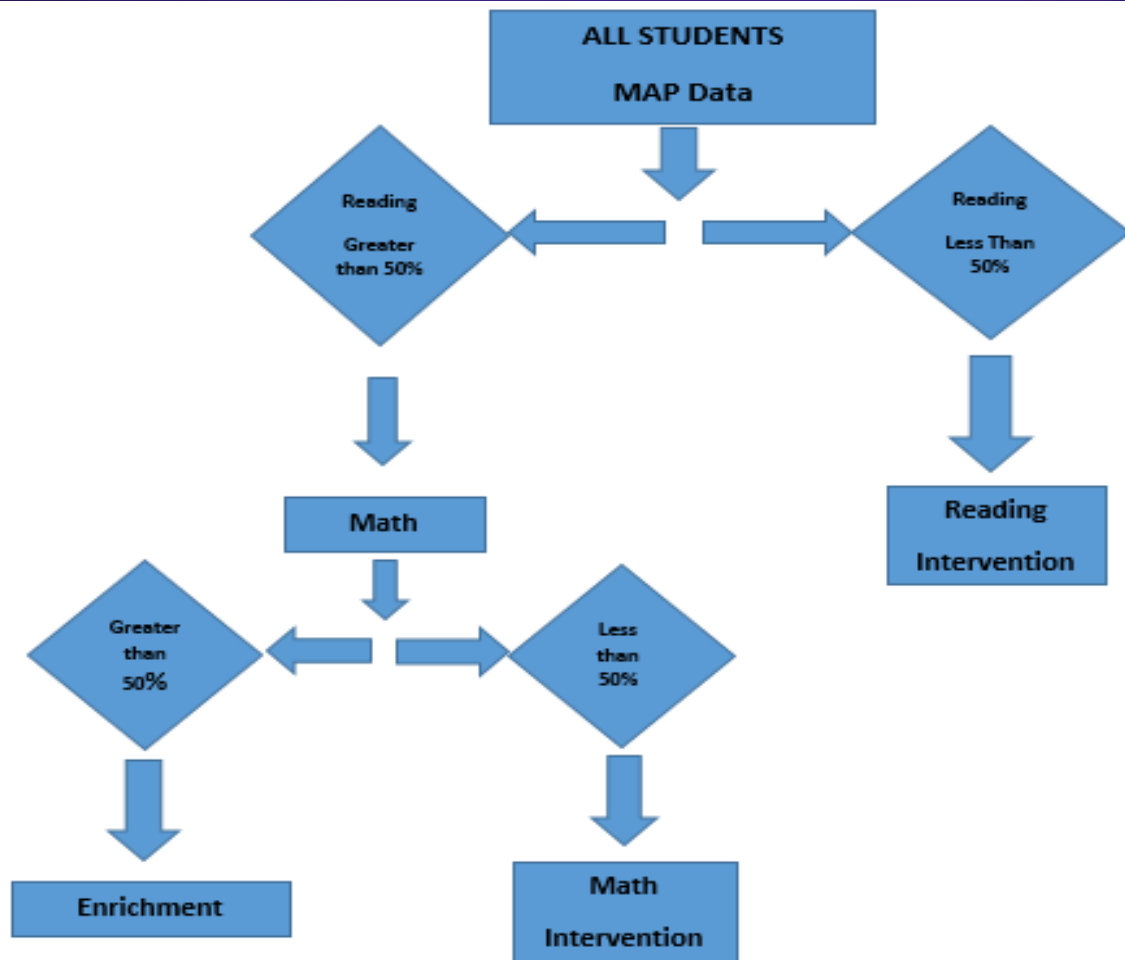 ALL STUDENTS
MAP Data
Reading
Greater
than 50%
Reading
Less Than
50%
Math
Reading
Intervention
Greater
than
50%
Less
than
50%
Enrichment
Math
Intervention